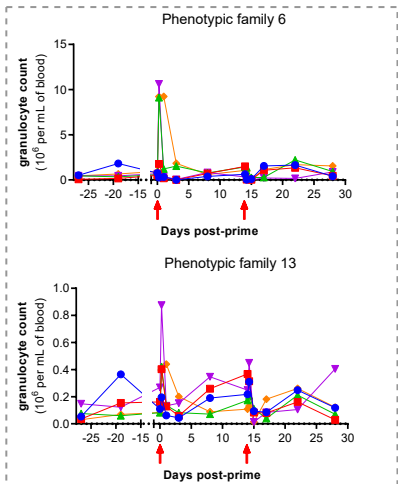 Phenotypic family 6
granulocyte count
(10⁶ per mL of blood)
15
10
5
0
-25 -20 -15 0 5 10 15 20 25 30
Days post-prime
Phenotypic family 13
granulocyte count
(10⁶ per mL of blood)
1.0
0.8
0.6
0.4
0.2
0.0
-25 -20 -15 0 5 10 15 20 25 30
Days post-prime